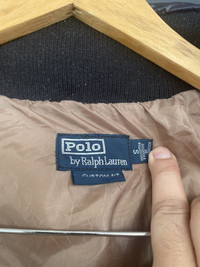 Polo
by Ralph Lauren
CUSTOM FIT
S